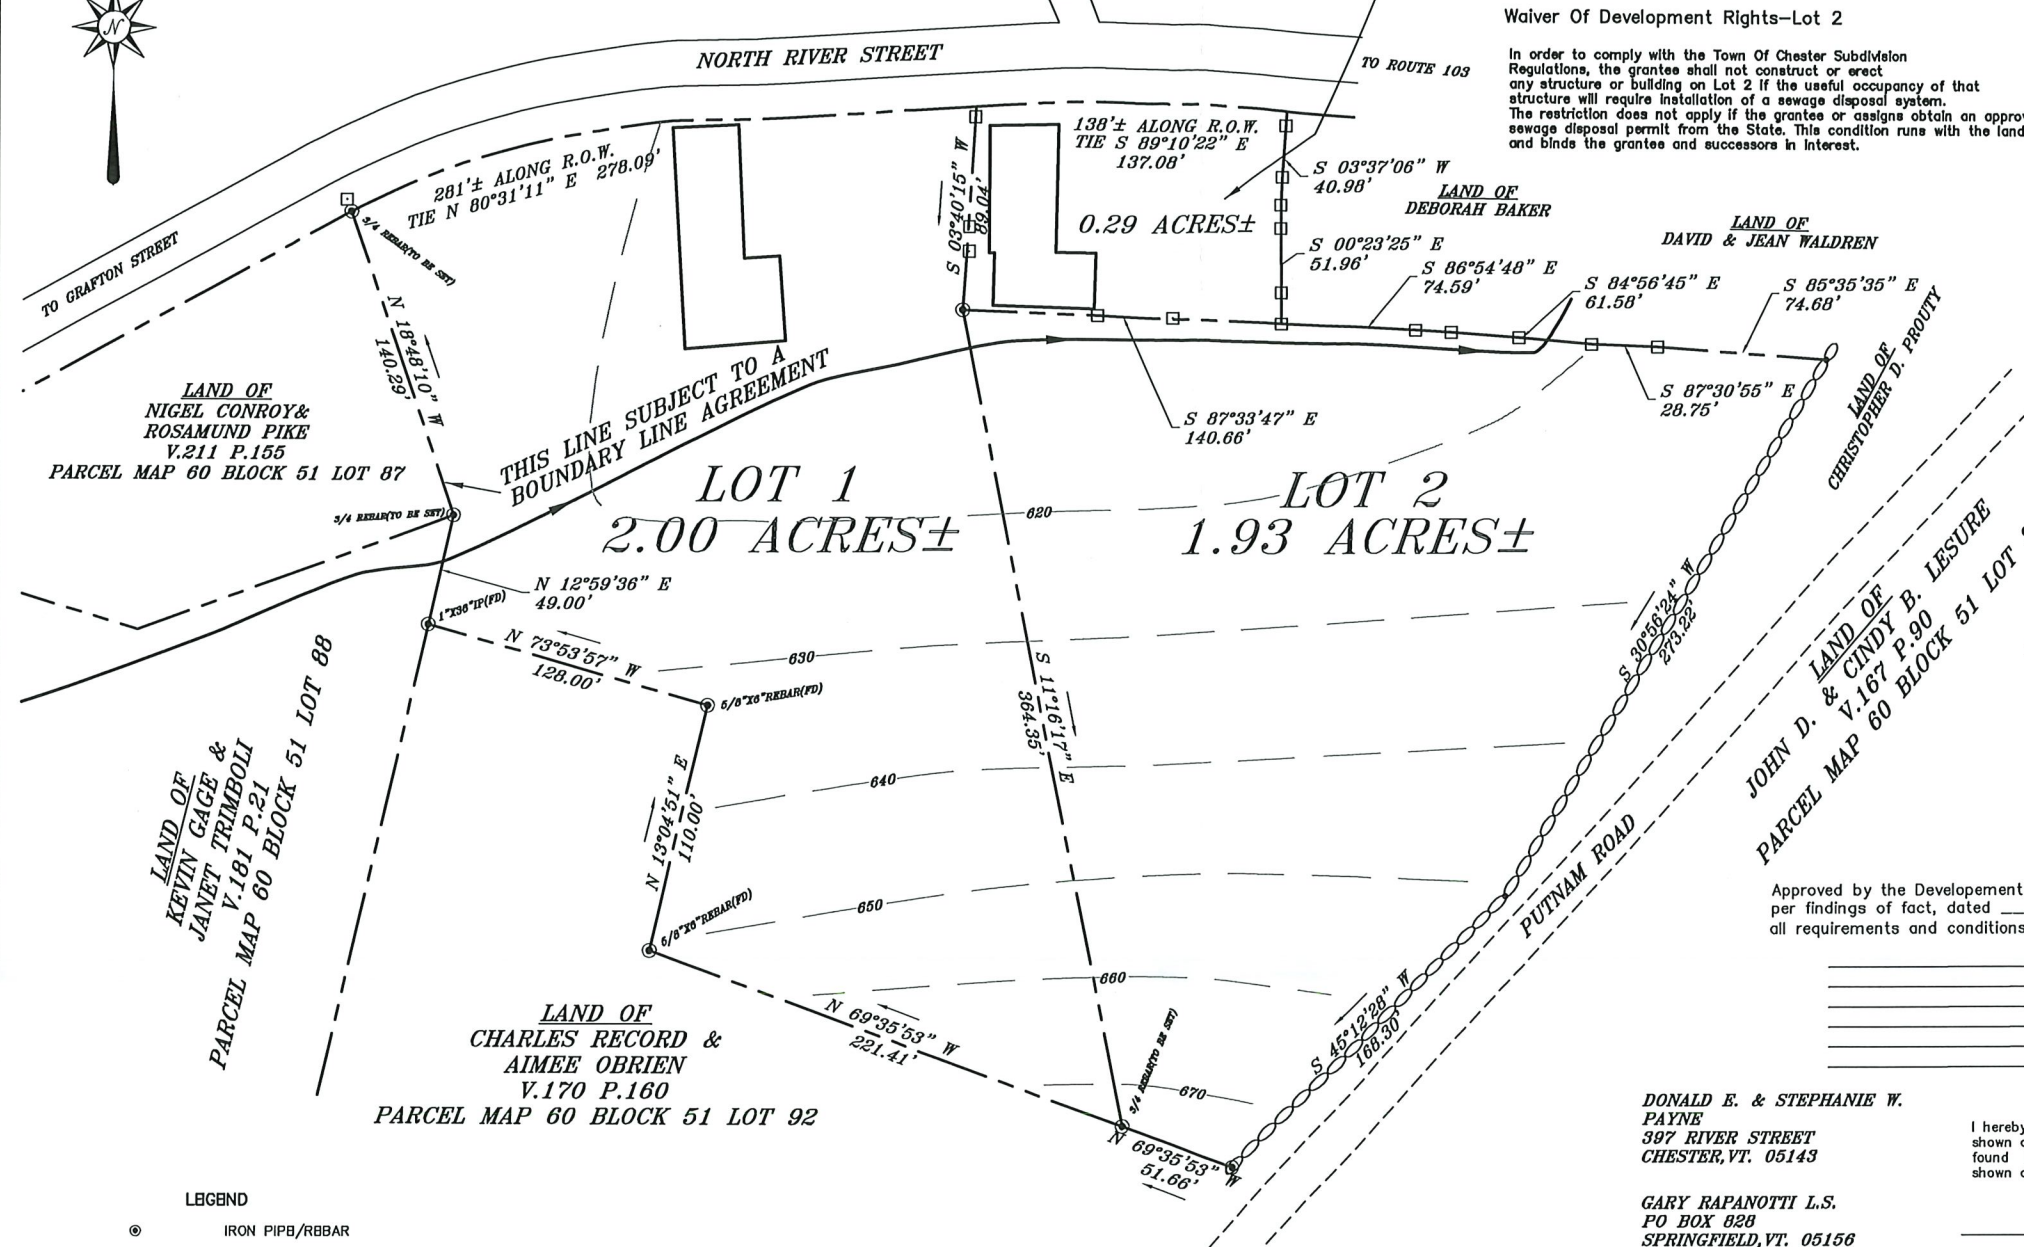 N
NORTH RIVER STREET
TO ROUTE 103
TO GRAFTON STREET
Waiver Of Development Rights-Lot 2
In order to comply with the Town Of Chester Subdivision
Regulations, the grantee shall not construct or erect
any structure or building on Lot 2 if the useful occupancy of that
structure will require installation of a sewage disposal system.
The restriction does not apply if the grantee or assigns obtain an approv
sewage disposal permit from the State. This condition runs with the land
and binds the grantee and successors in interest.
281'± ALONG R.O.W.
TIE N 80°31'11" E 278.09'
3/4 REBAR(TO BE SET)
138'± ALONG R.O.W.
TIE S 89°10'22" E
137.08'
S 03°40'15" W
89.04'
0.29 ACRES±
S 03°37'06" W
40.98'
LAND OF
DEBORAH BAKER
LAND OF
DAVID & JEAN WALDREN
S 00°23'25" E
51.96'
S 86°54'48" E
74.59'
S 84°56'45" E
61.58'
S 85°35'35" E
74.68'
LAND OF
CHRISTOPHER D. PROUTY
N 18°48'10" W
140.29'
LAND OF
NIGEL CONROY&
ROSAMUND PIKE
V.211 P.155
PARCEL MAP 60 BLOCK 51 LOT 87
THIS LINE SUBJECT TO A
BOUNDARY LINE AGREEMENT
S 87°33'47" E
140.66'
S 87°30'55" E
28.75'
LOT 1
2.00 ACRES±
LOT 2
1.93 ACRES±
620
3/4 REBAR(TO BE SET)
N 12°59'36" E
49.00'
1"X36"IP(FD)
N 73°53'57" W
128.00'
630
5/8"X6"REBAR(FD)
S 11°16'17" E
364.35'
S 30°56'24" W
273.22'
LAND OF
JOHN D. & CINDY B. LESURE
V.167 P.90
PARCEL MAP 60 BLOCK 51 LOT
LAND OF
KEVIN GAGE &
JANET TRIMBOLI
V.181 P.21
PARCEL MAP 60 BLOCK 51 LOT 88
640
N 13°04'51" E
110.00'
PUTNAM ROAD
650
5/8"X6"REBAR(FD)
Approved by the Developement
per findings of fact, dated __
all requirements and conditions
660
N 69°35'53" W
221.41'
S 45°12'28" W
168.30'
LAND OF
CHARLES RECORD &
AIMEE OBRIEN
V.170 P.160
PARCEL MAP 60 BLOCK 51 LOT 92
3/4 REBAR(TO BE SET)
670
N 69°35'53" W
51.66'
DONALD E. & STEPHANIE W.
PAYNE
397 RIVER STREET
CHESTER,VT. 05143
I hereby
shown
found
shown
GARY RAPANOTTI L.S.
PO BOX 828
SPRINGFIELD,VT. 05156
LEGEND
IRON PIPE/REBAR